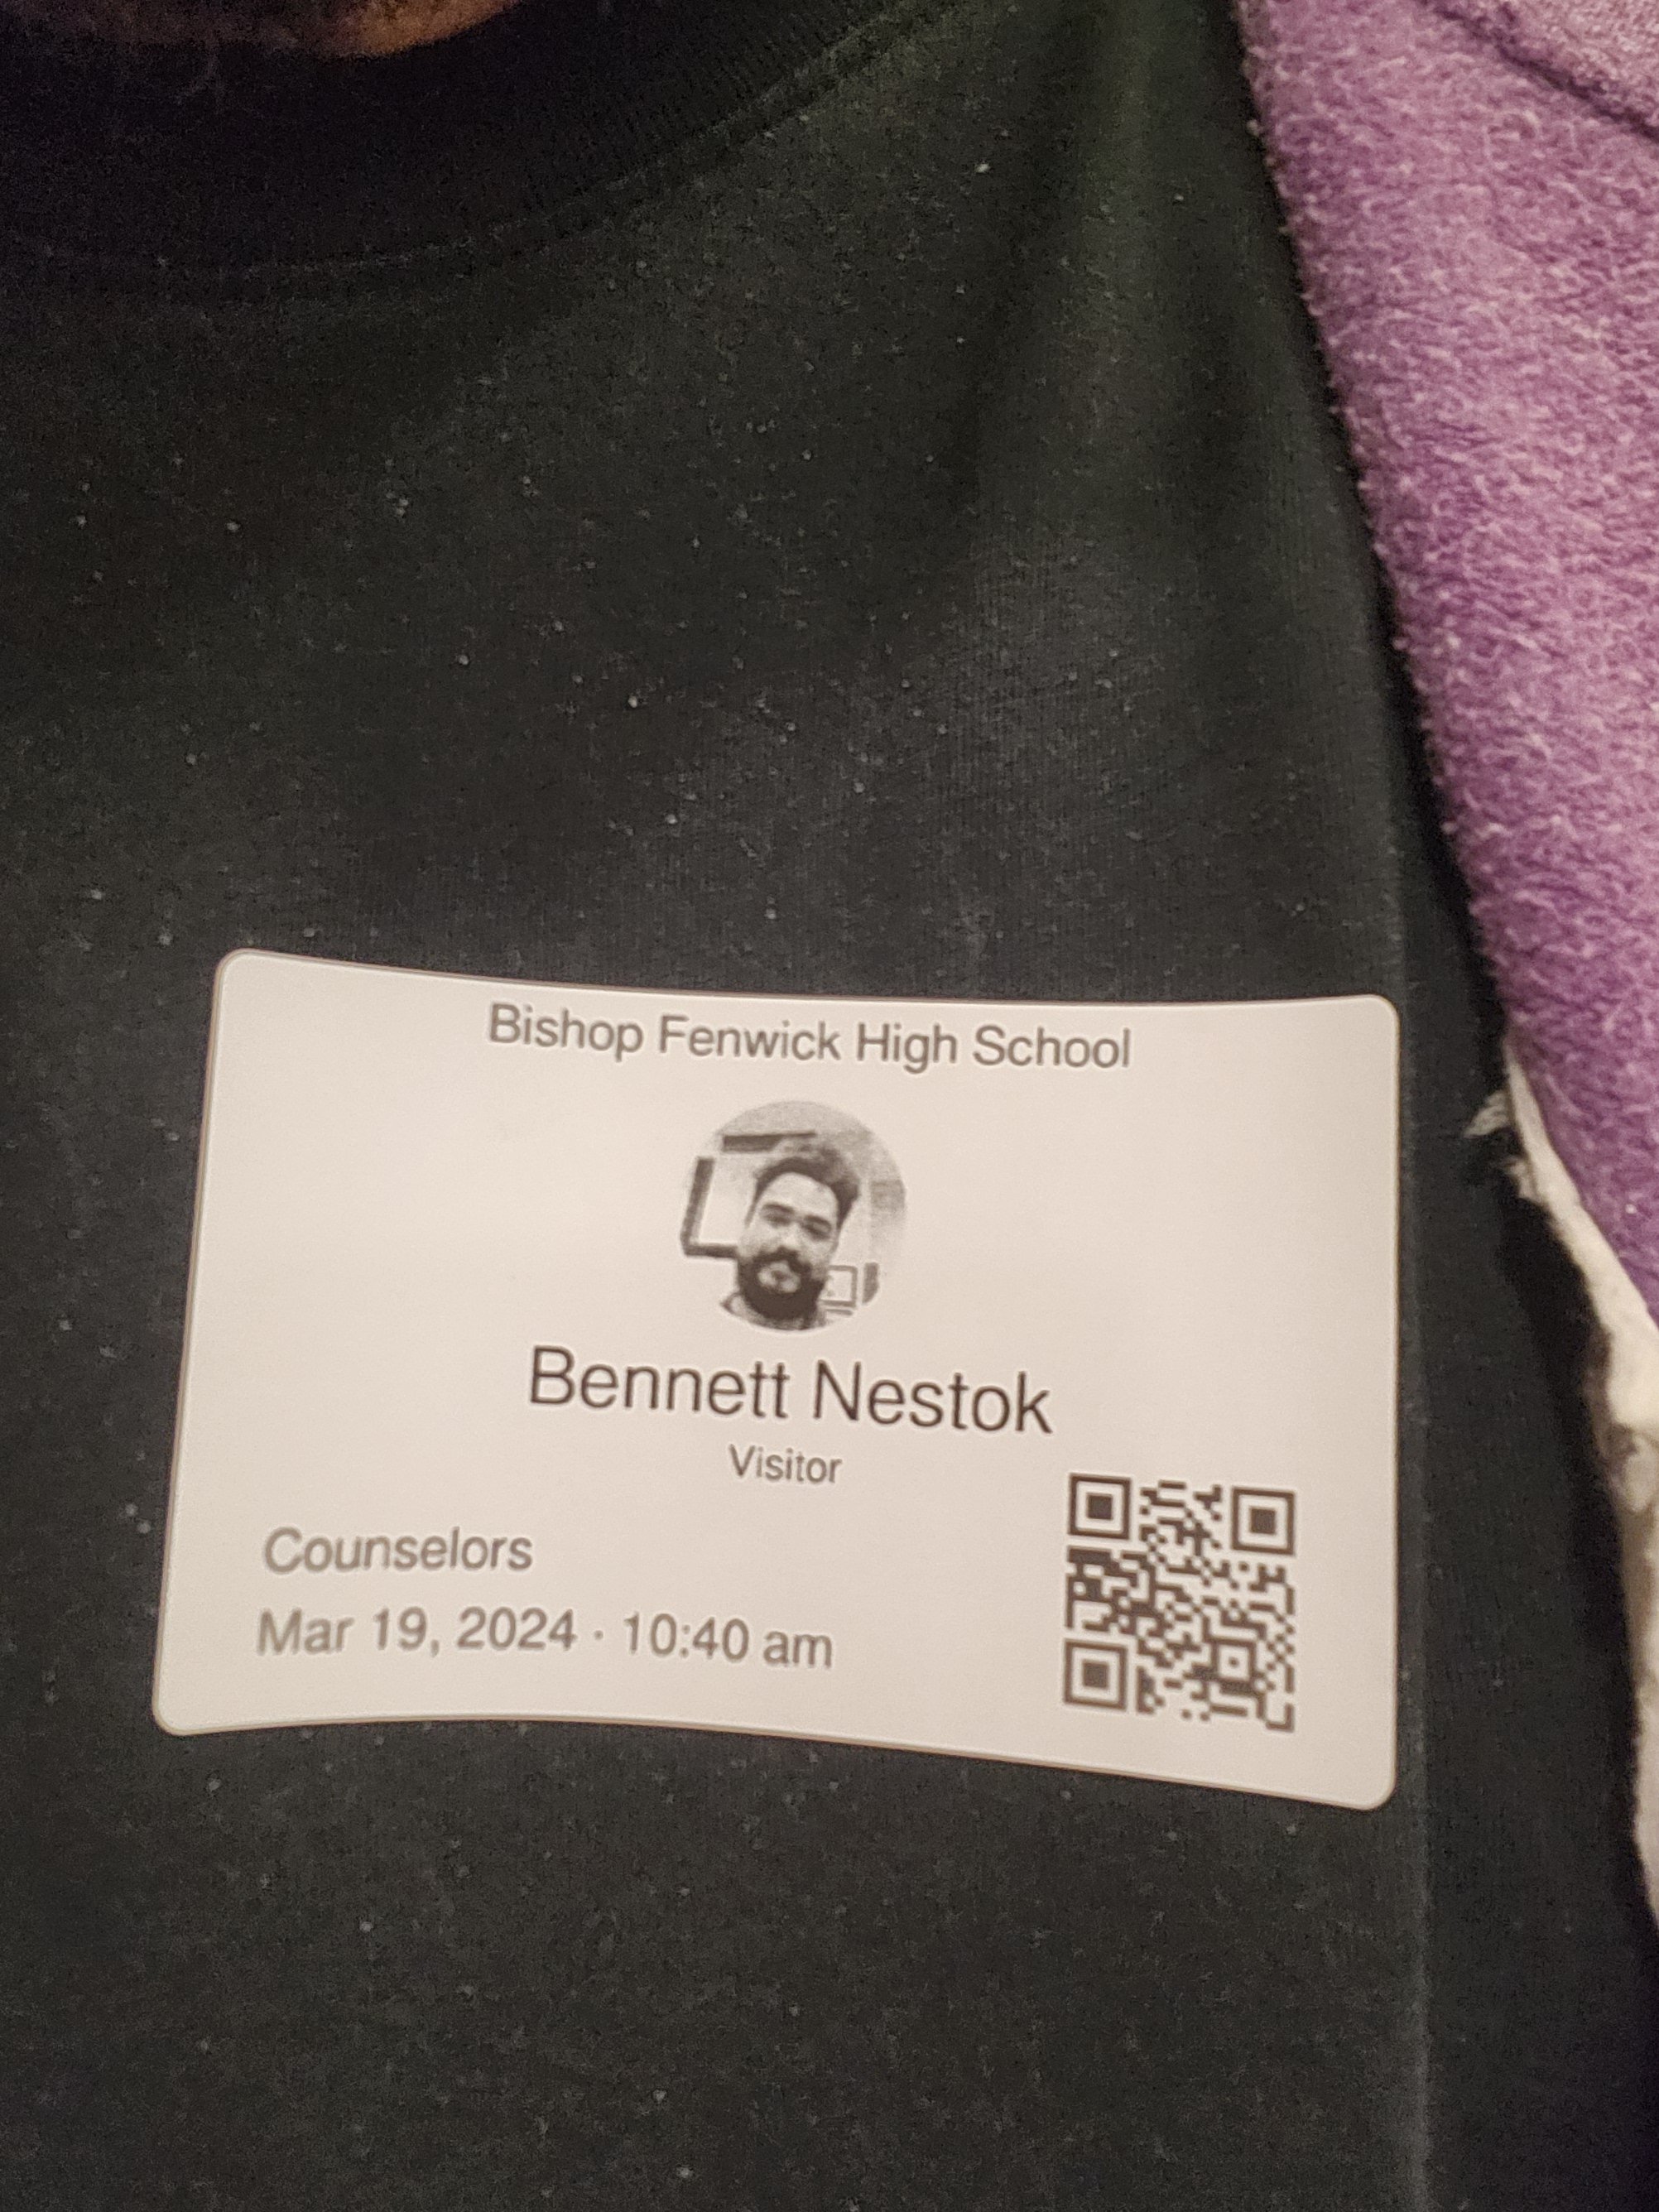 Bishop Fenwick High School
Bennett Nestok
Visitor
Counselors
Mar 19, 2024 · 10:40 am